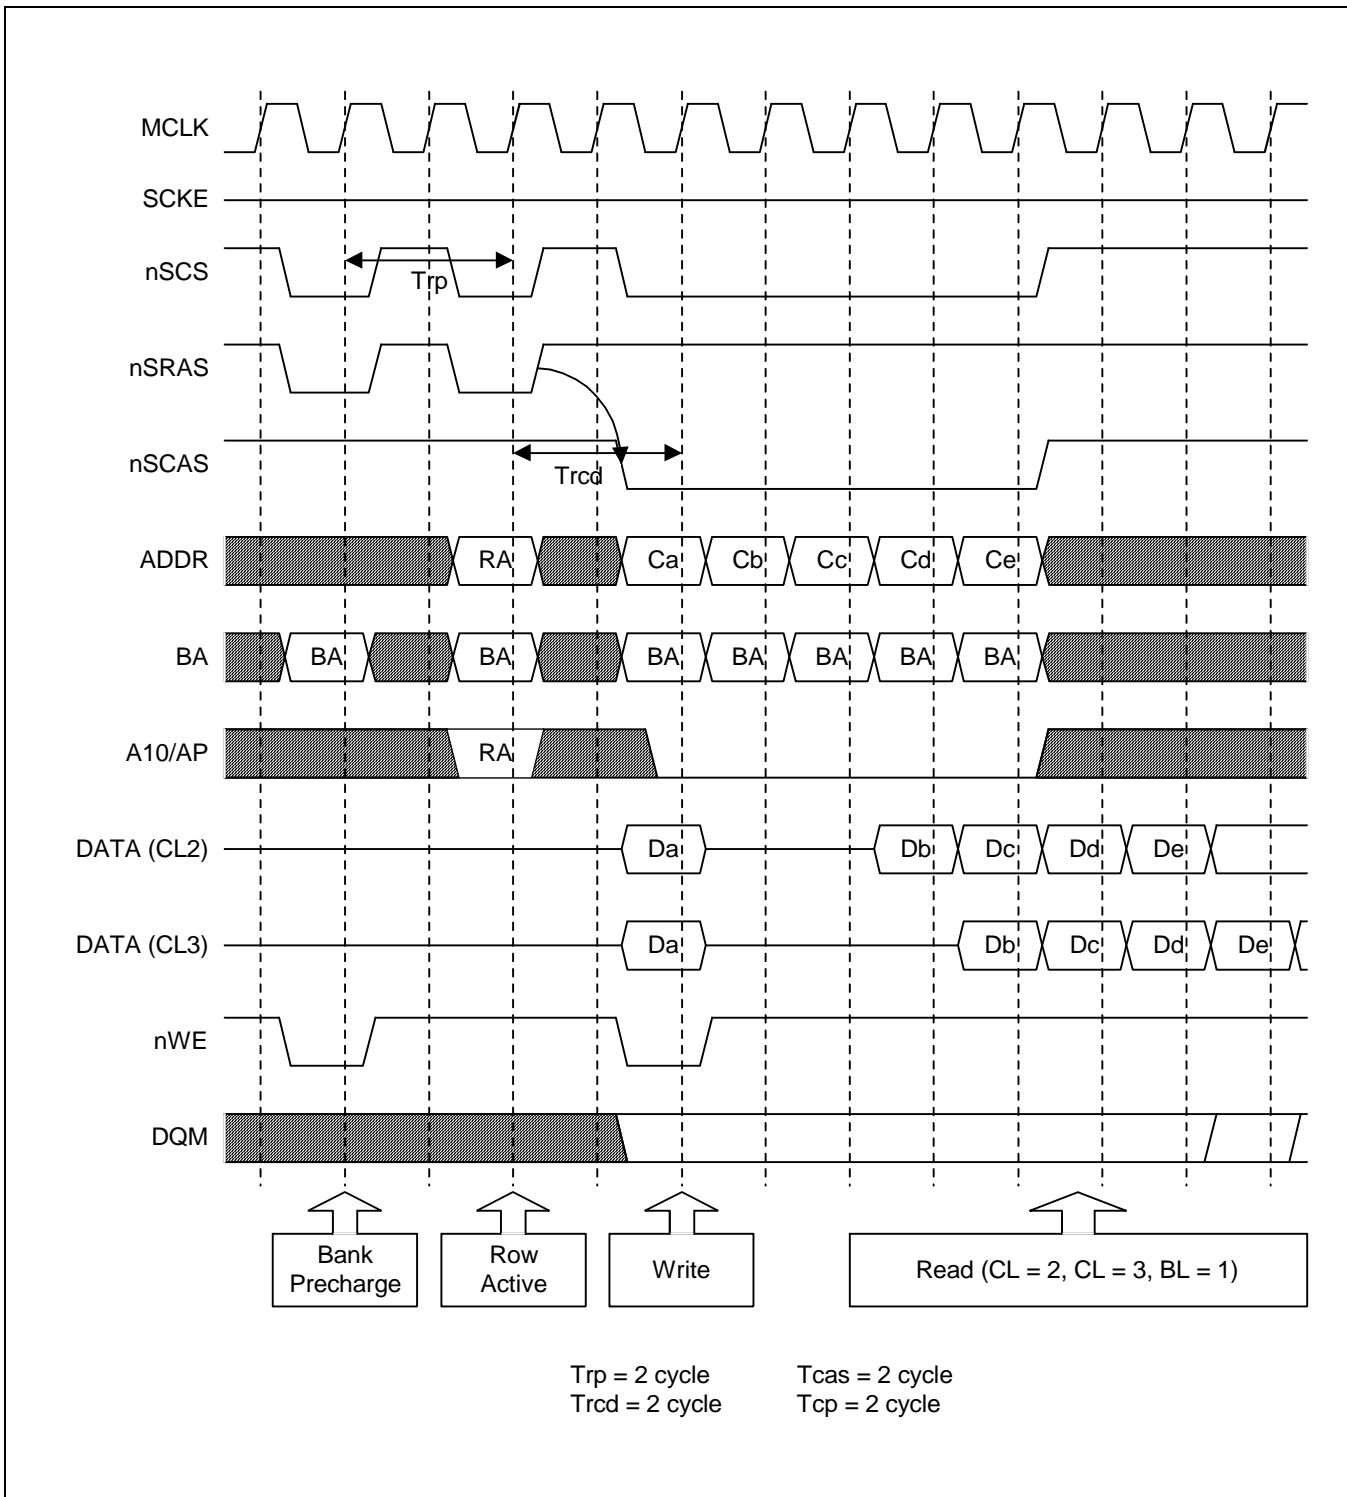 MCLK
SCKE
nSCS
Trp
nSRAS
nSCAS
Trcd
ADDR RA Ca Cb Cc Cd Ce
BA BA BA BA BA BA BA BA
A10/AP RA
DATA (CL2) Da Db Dc Dd De
DATA (CL3) Da Db Dc Dd De
nWE
DQM
Bank
Precharge
Row
Active
Write
Read (CL = 2, CL = 3, BL = 1)
Trp = 2 cycle Tcas = 2 cycle
Trcd = 2 cycle Tcp = 2 cycle